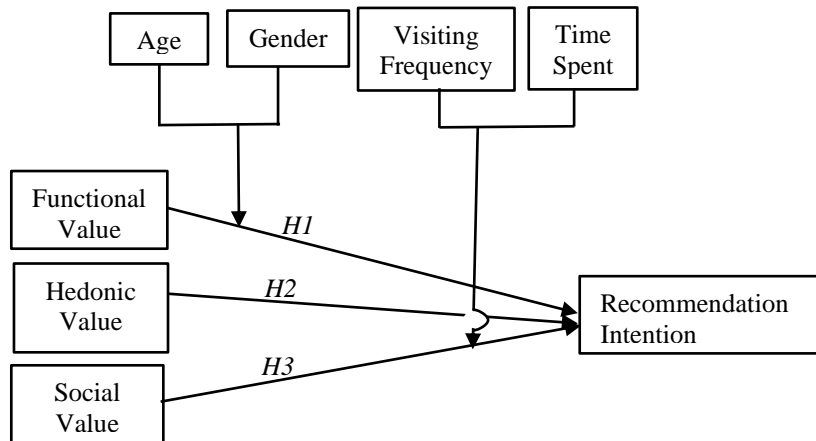 Age
Gender
Visiting
Frequency
Time
Spent
Functional
Value
H1
Hedonic
Value
H2
Recommendation
Intention
Social
Value
H3